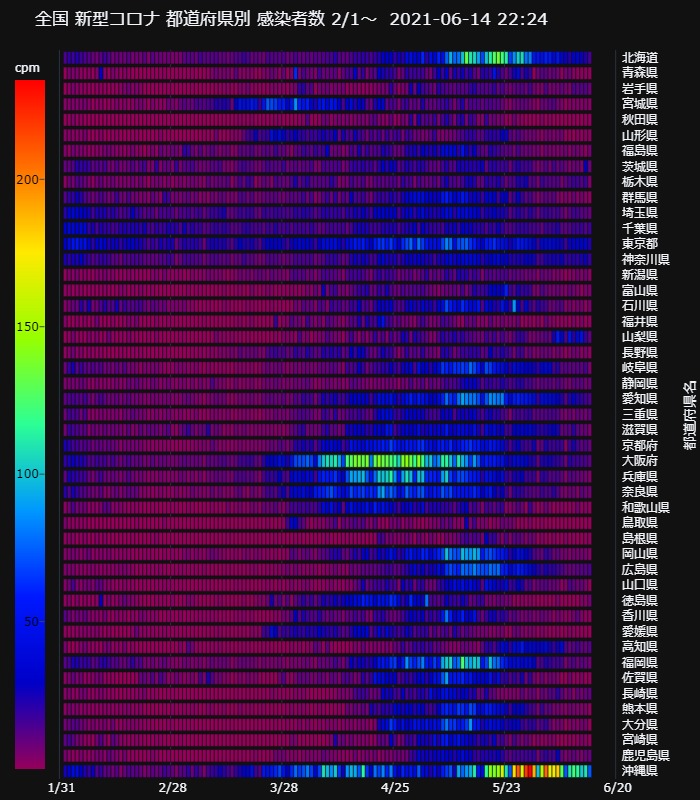 全国 新型コロナ 都道府県別 感染者数 2/1～ 2021-06-14 22:24
cpm
200
150
100
50
北海道
青森県
岩手県
宮城県
秋田県
山形県
福島県
茨城県
栃木県
群馬県
埼玉県
千葉県
東京都
神奈川県
新潟県
富山県
石川県
福井県
山梨県
長野県
岐阜県
静岡県
愛知県
三重県
滋賀県
京都府
大阪府
兵庫県
奈良県
和歌山県
鳥取県
島根県
岡山県
広島県
山口県
徳島県
香川県
愛媛県
高知県
福岡県
佐賀県
長崎県
熊本県
大分県
宮崎県
鹿児島県
沖縄県
都道府県名
1/31 2/28 3/28 4/25 5/23 6/20